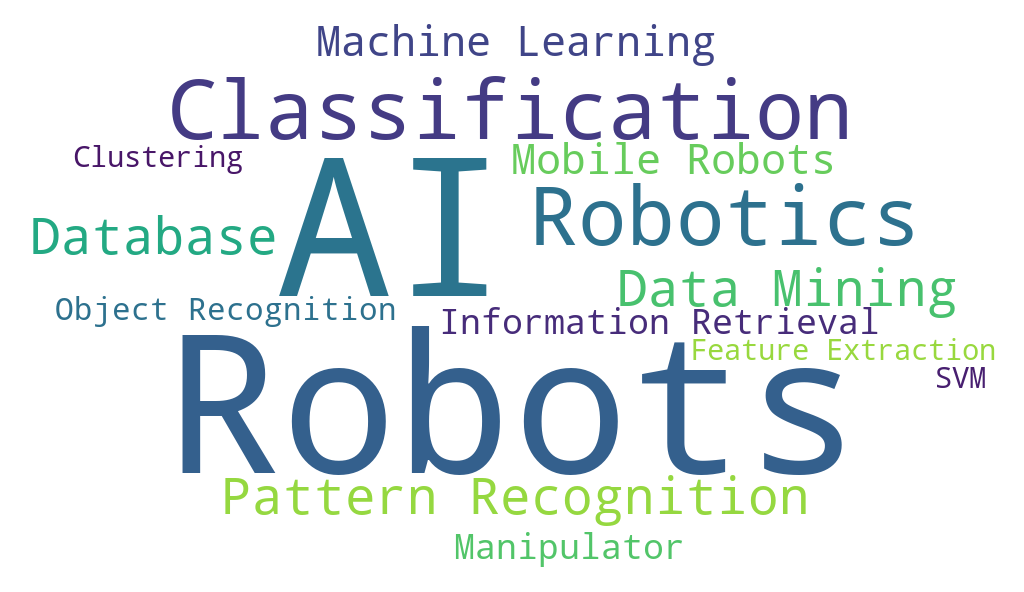 Machine Learning
Classification
Clustering
Mobile Robots
AI
Robotics
Database
Data Mining
Object Recognition
Information Retrieval
Feature Extraction
SVM
Robots
Pattern Recognition
Manipulator